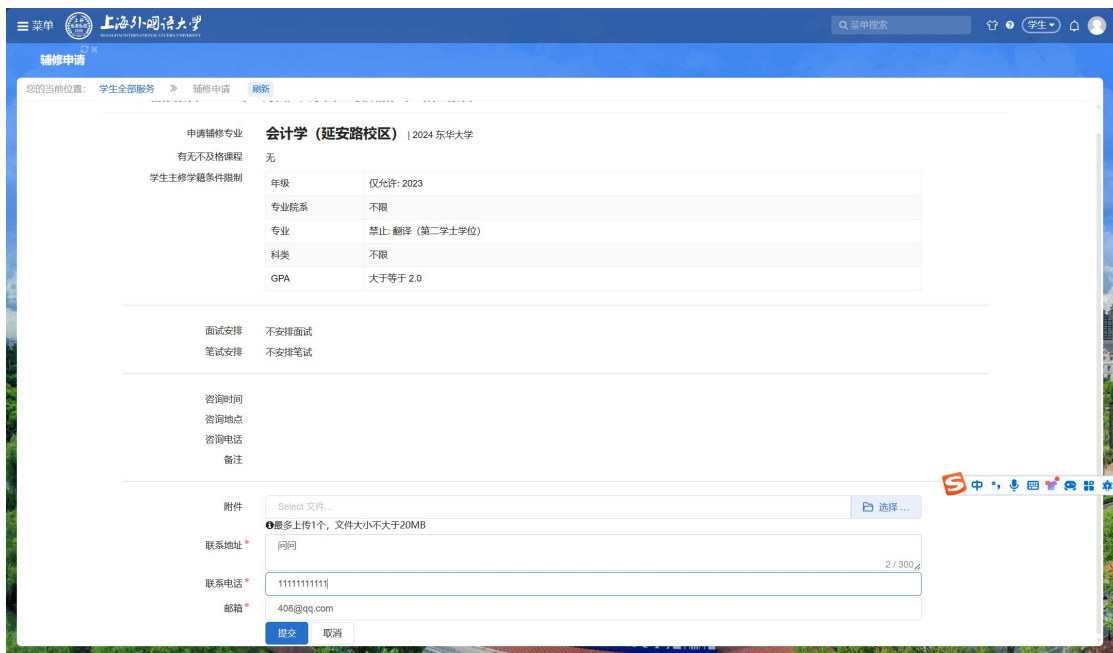 菜单 上海外国语大学 菜单搜索 学生
SHANGHAI INTERNATIONAL STUDIES UNIVERSITY
辅修申请
您的当前位置： 学生全部服务 » 辅修申请 刷新
申请辅修专业 会计学（延安路校区） | 2024 东华大学
有无不及格课程 无
学生主修学籍条件限制
年级 仅允许: 2023
专业院系 不限
专业 禁止: 翻译（第二学士学位）
科类 不限
GPA 大于等于 2.0
面试安排 不安排面试
笔试安排 不安排笔试
咨询时间
咨询地点
咨询电话
备注
附件 Select 文件... 选择 ...
最多上传1个，文件大小不大于20MB
联系地址* 问问
2 / 300
联系电话* 11111111111
邮箱* 408@qq.com
提交 取消
中